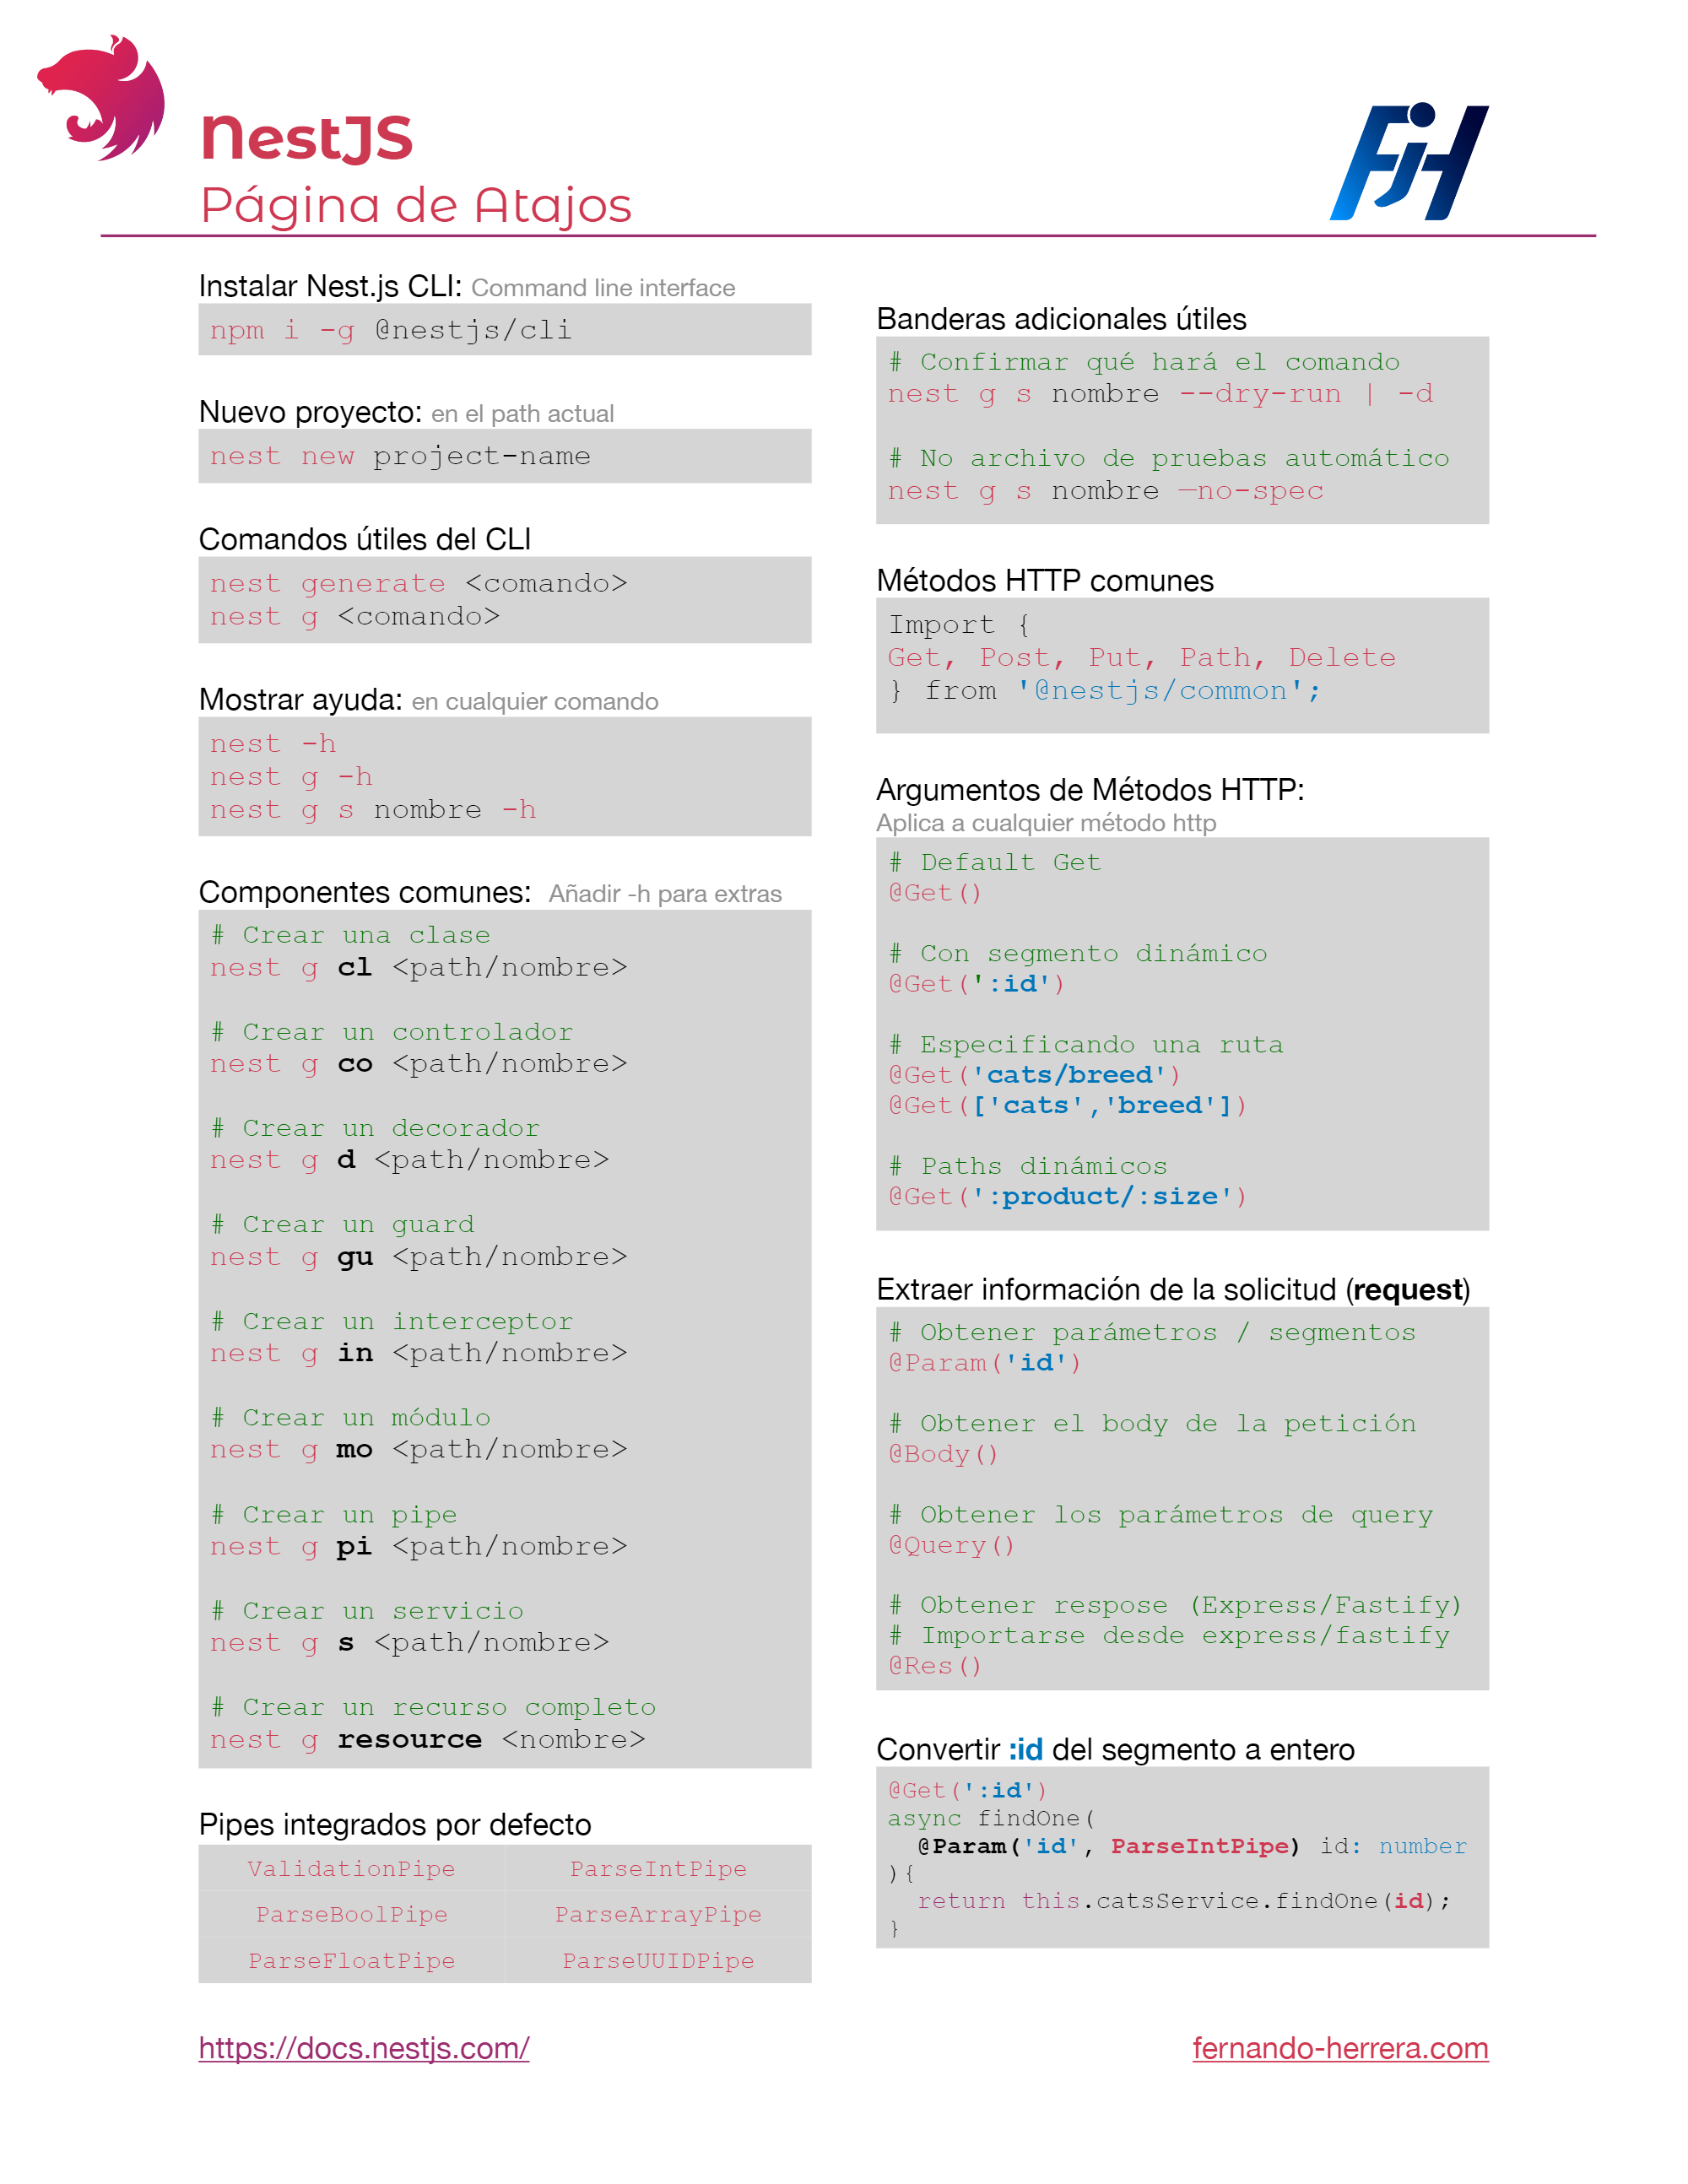 NestJS
Página de Atajos
FjH
Instalar Nest.js CLI: Command line interface
npm i -g @nestjs/cli
Nuevo proyecto: en el path actual
nest new project-name
Comandos útiles del CLI
nest generate <comando>
nest g <comando>
Mostrar ayuda: en cualquier comando
nest -h
nest g -h
nest g s nombre -h
Componentes comunes: Añadir -h para extras
# Crear una clase
nest g cl <path/nombre>
# Crear un controlador
nest g co <path/nombre>
# Crear un decorador
nest g d <path/nombre>
# Crear un guard
nest g gu <path/nombre>
# Crear un interceptor
nest g in <path/nombre>
# Crear un módulo
nest g mo <path/nombre>
# Crear un pipe
nest g pi <path/nombre>
# Crear un servicio
nest g s <path/nombre>
# Crear un recurso completo
nest g resource <nombre>
Pipes integrados por defecto
ValidationPipe ParseIntPipe
ParseBoolPipe ParseArrayPipe
ParseFloatPipe ParseUUIDPipe
https://docs.nestjs.com/
Banderas adicionales útiles
# Confirmar qué hará el comando
nest g s nombre --dry-run | -d
# No archivo de pruebas automático
nest g s nombre —no-spec
Métodos HTTP comunes
Import {
Get, Post, Put, Path, Delete
} from '@nestjs/common';
Argumentos de Métodos HTTP:
Aplica a cualquier método http
# Default Get
@Get()
# Con segmento dinámico
@Get(':id')
# Especificando una ruta
@Get('cats/breed')
@Get(['cats','breed'])
# Paths dinámicos
@Get(':product/:size')
Extraer información de la solicitud (request)
# Obtener parámetros / segmentos
@Param('id')
# Obtener el body de la petición
@Body()
# Obtener los parámetros de query
@Query()
# Obtener respose (Express/Fastify)
# Importarse desde express/fastify
@Res()
Convertir :id del segmento a entero
@Get(':id')
async findOne(
  @Param('id', ParseIntPipe) id: number
){
  return this.catsService.findOne(id);
}
fernando-herrera.com